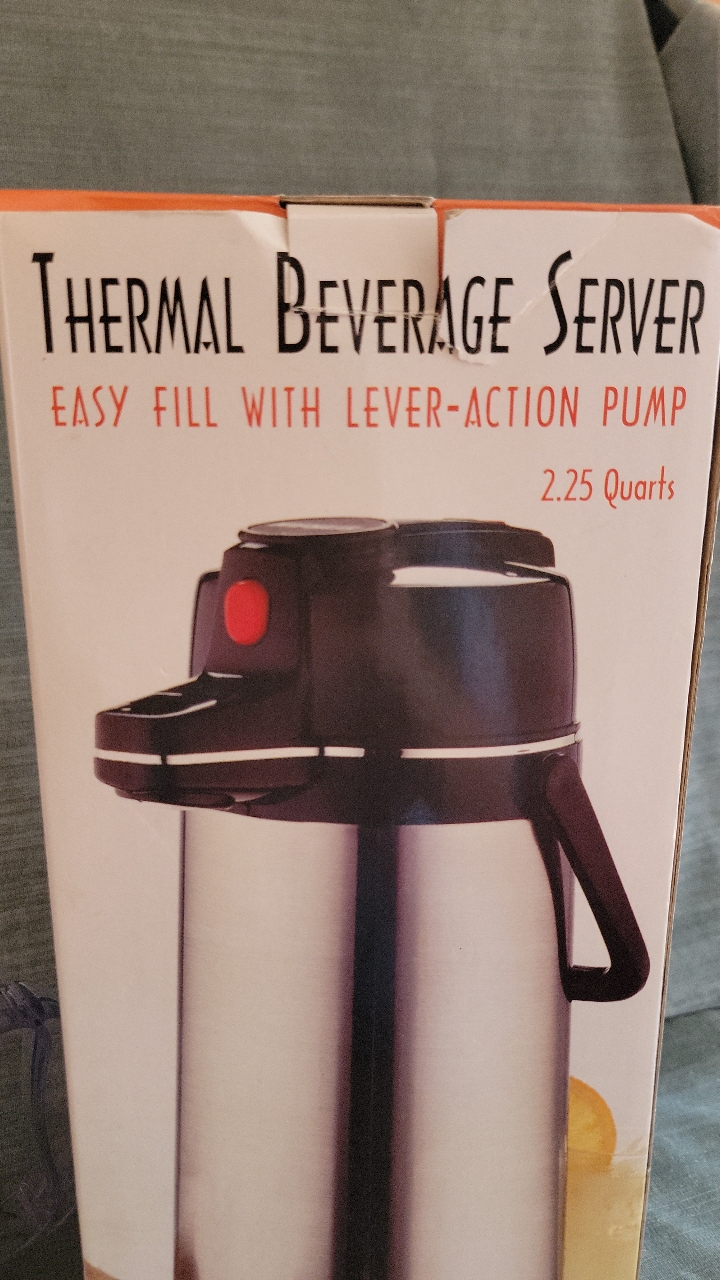 THERMAL BEVERAGE SERVER
EASY FILL WITH LEVER-ACTION PUMP
2.25 Quarts